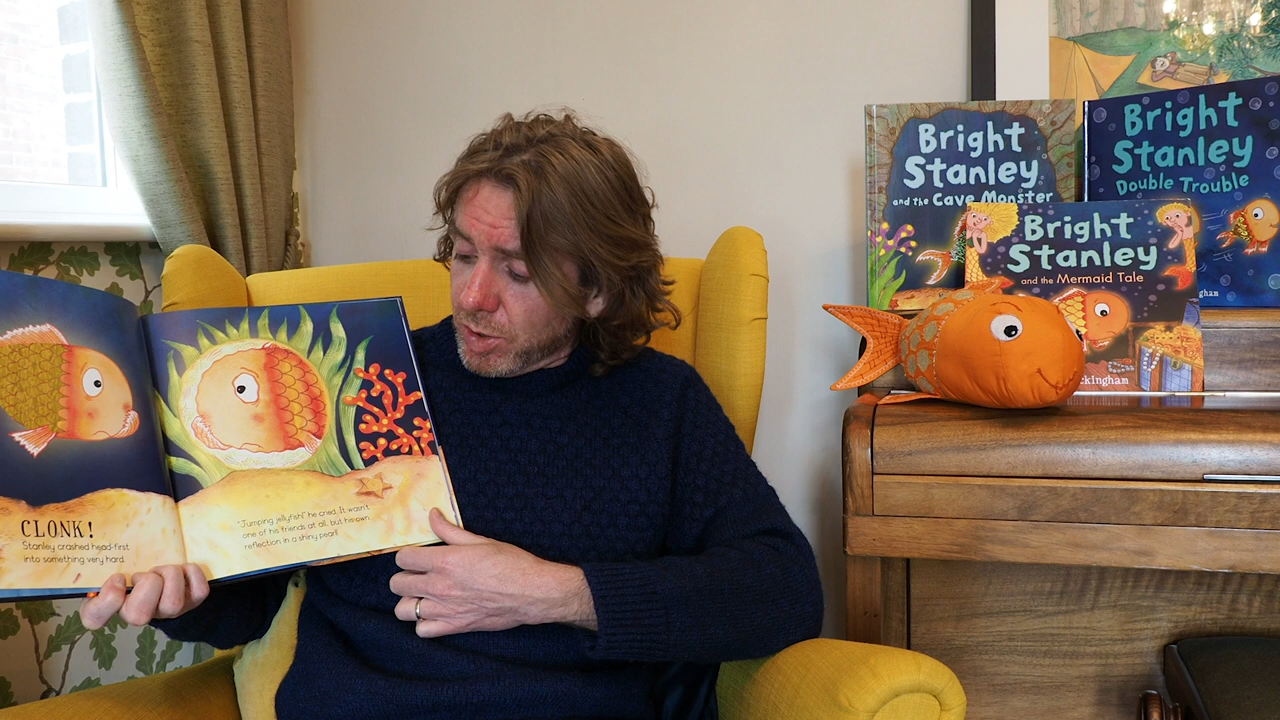 CLONK!
Stanley crashed head-first
into something very hard.
"Jumping jellyfish!" he cried. It wasn't
one of his friends at all, but his own
reflection in a shiny pearl!
Bright
Stanley
and the Cave Monster
Bright
Stanley
Double Trouble
gham
Bright
Stanley
and the Mermaid Tale
ckingham